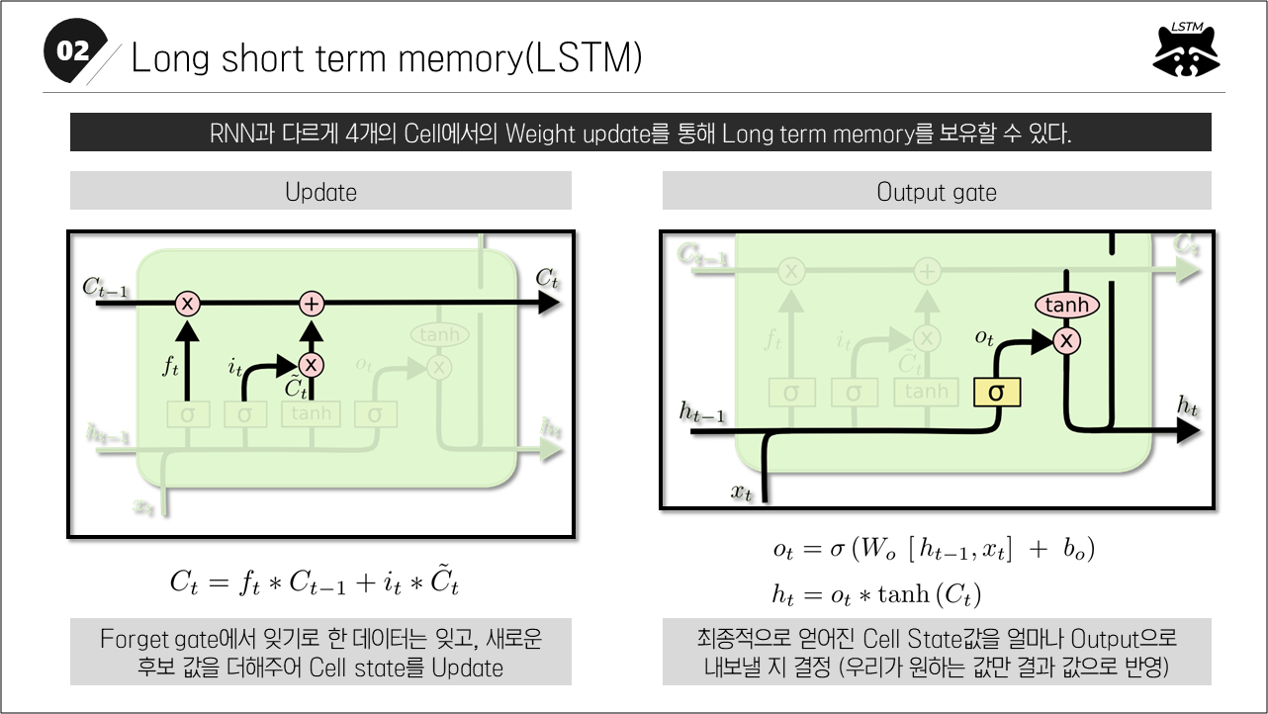 02
Long short term memory(LSTM)
LSTM
RNN과 다르게 4개의 Cell에서의 Weight update를 통해 Long term memory를 보유할 수 있다.
Update
C_{t-1}
C_t
x
+
f_t
i_t
x
C̃_t
o_t
tanh
x
σ
σ
tanh
σ
h_{t-1}
h_t
x_t
C_t = f_t * C_{t-1} + i_t * C̃_t
Forget gate에서 잊기로 한 데이터는 잊고, 새로운
후보 값을 더해주어 Cell state를 Update
Output gate
C_{t-1}
C_t
x
+
tanh
f_t
i_t
x
C̃_t
o_t
x
σ
σ
tanh
σ
h_{t-1}
h_t
x_t
o_t = σ (W_o [h_{t-1}, x_t] + b_o)
h_t = o_t * tanh (C_t)
최종적으로 얻어진 Cell State값을 얼마나 Output으로
내보낼 지 결정 (우리가 원하는 값만 결과 값으로 반영)